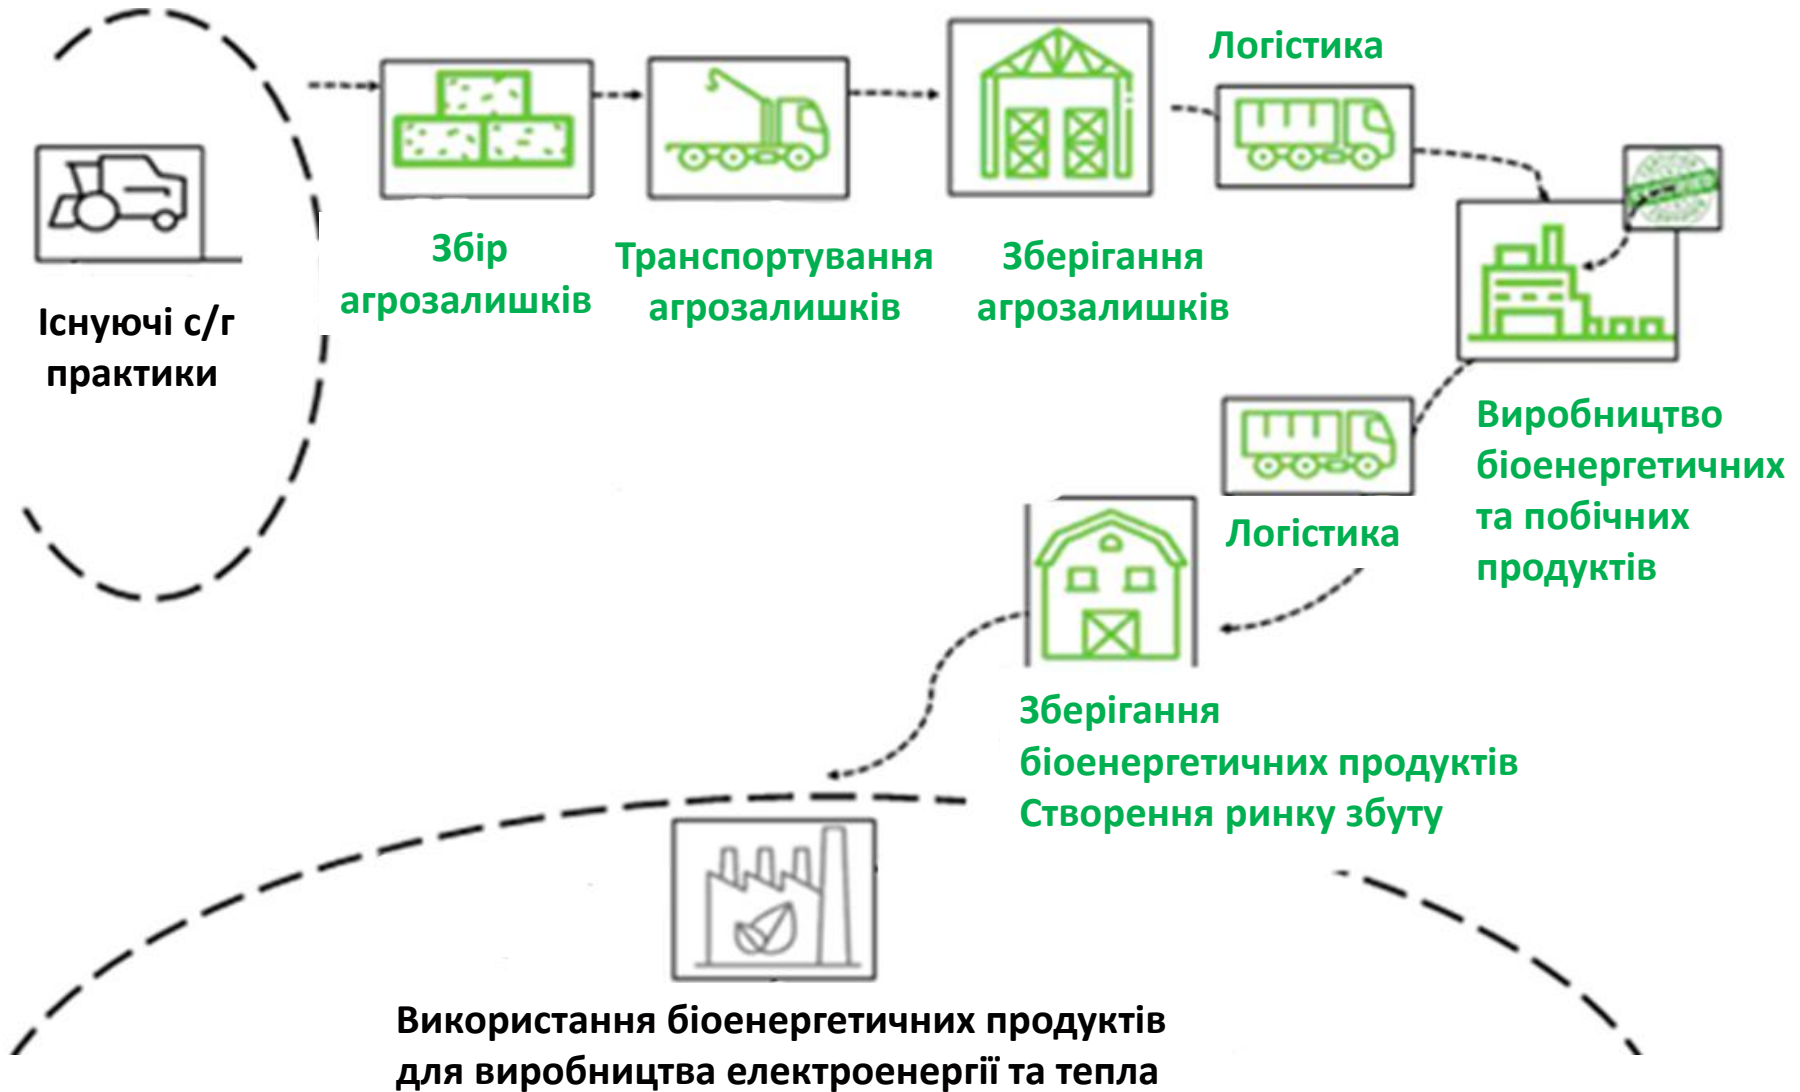 Логістика
Збір
агрозалишків
Транспортування
агрозалишків
Зберігання
агрозалишків
Існуючі с/г
практики
Виробництво
біоенергетичних
та побічних
продуктів
Логістика
Зберігання
біоенергетичних продуктів
Створення ринку збуту
Використання біоенергетичних продуктів
для виробництва електроенергії та тепла